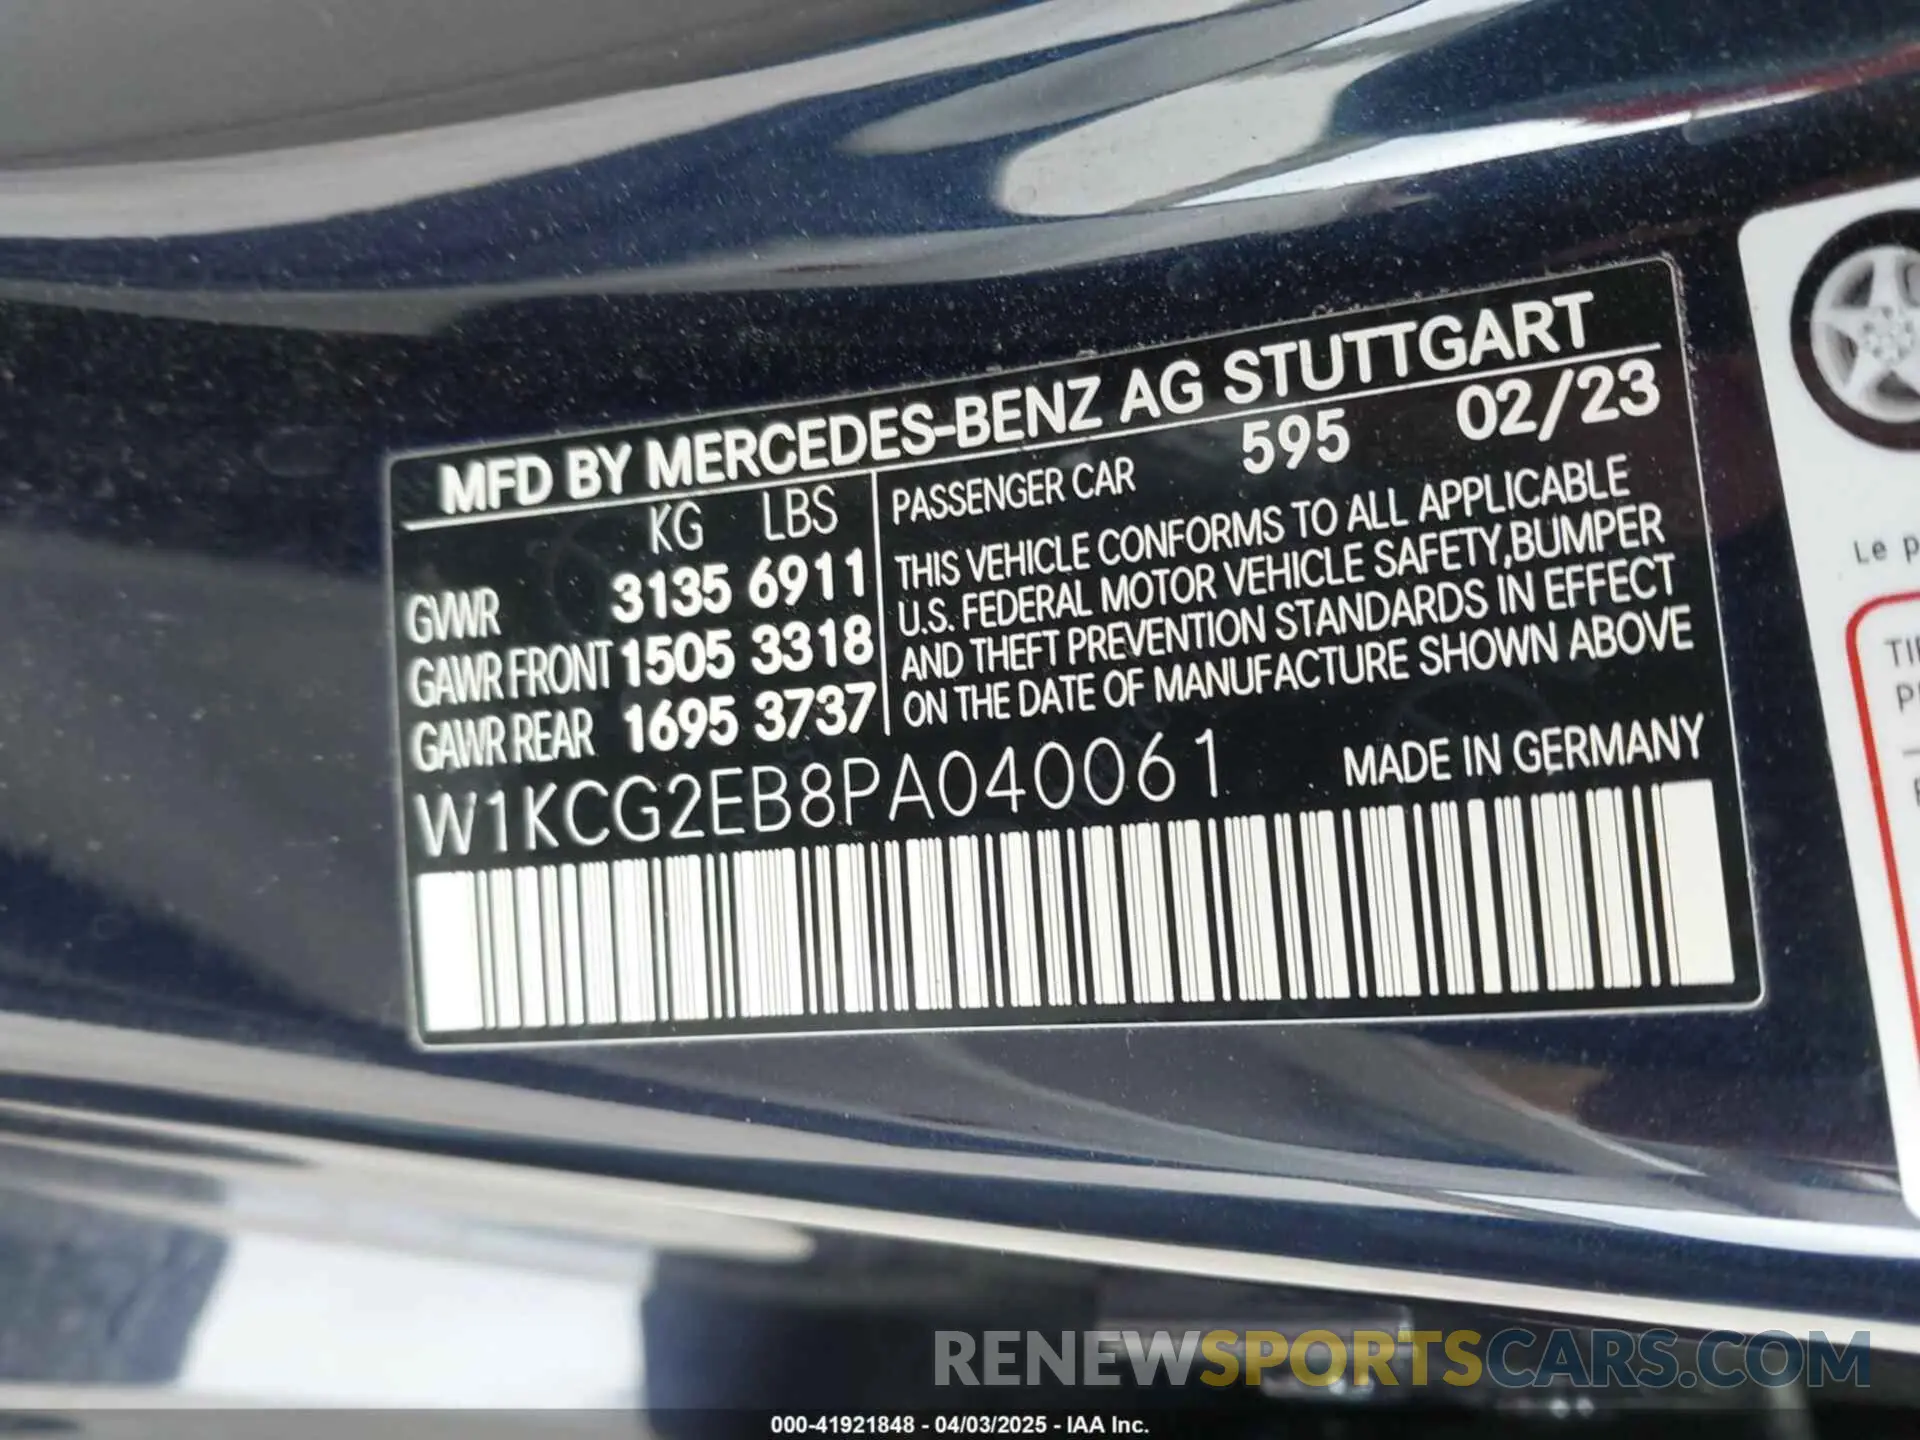 MFD BY MERCEDES-BENZ AG STUTTGART
KG LBS
GVWR 3135 6911
GAWR FRONT 1505 3318
GAWR REAR 1695 3737
PASSENGER CAR 595 02/23
THIS VEHICLE CONFORMS TO ALL APPLICABLE
U.S. FEDERAL MOTOR VEHICLE SAFETY,BUMPER
AND THEFT PREVENTION STANDARDS IN EFFECT
ON THE DATE OF MANUFACTURE SHOWN ABOVE
W1KCG2EB8PA040061 MADE IN GERMANY
Le
RENEWSPORTSCARS.COM
000-41921848 - 04/03/2025 - IAA Inc.